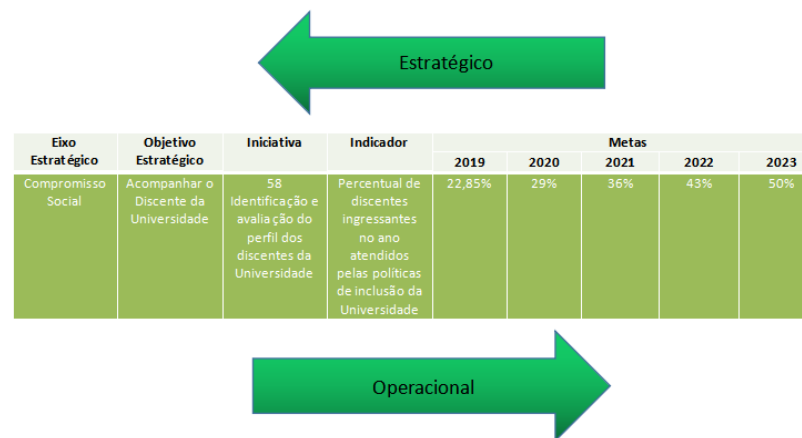 Estratégico
Eixo Estratégico
Objetivo Estratégico
Iniciativa
Indicador
Metas
2019
2020
2021
2022
2023
Compromisso
Social
Acompanhar o
Discente da
Universidade
58
Identificação e
avaliação do
perfil dos
discentes da
Universidade
Percentual de
discentes
ingressantes
no ano
atendidos
pelas políticas
de inclusão da
Universidade
22,85%
29%
36%
43%
50%
Operacional